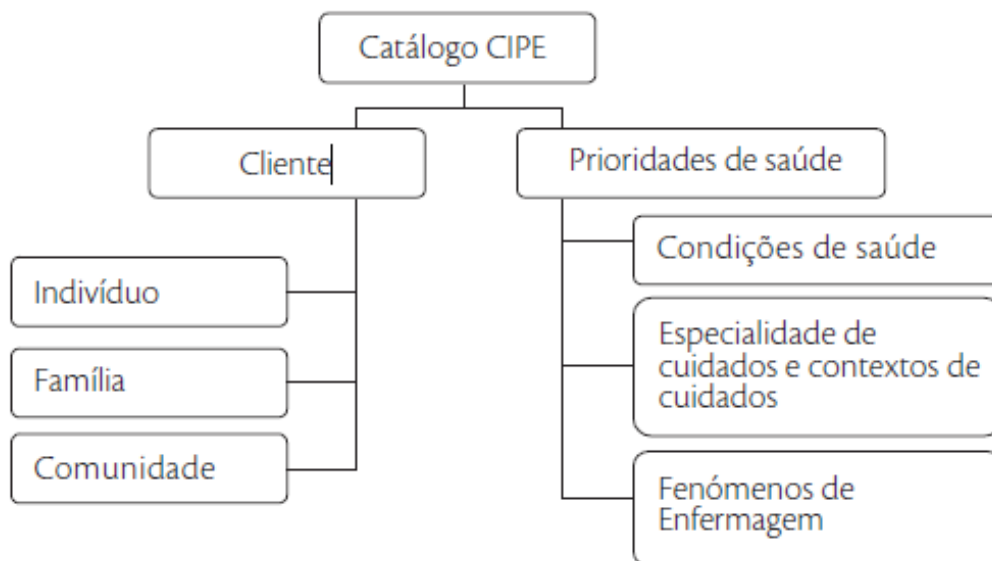 Catálogo CIPE
Cliente
Prioridades de saúde
Indivíduo
Família
Comunidade
Condições de saúde
Especialidade de
cuidados e contextos de
cuidados
Fenómenos de
Enfermagem